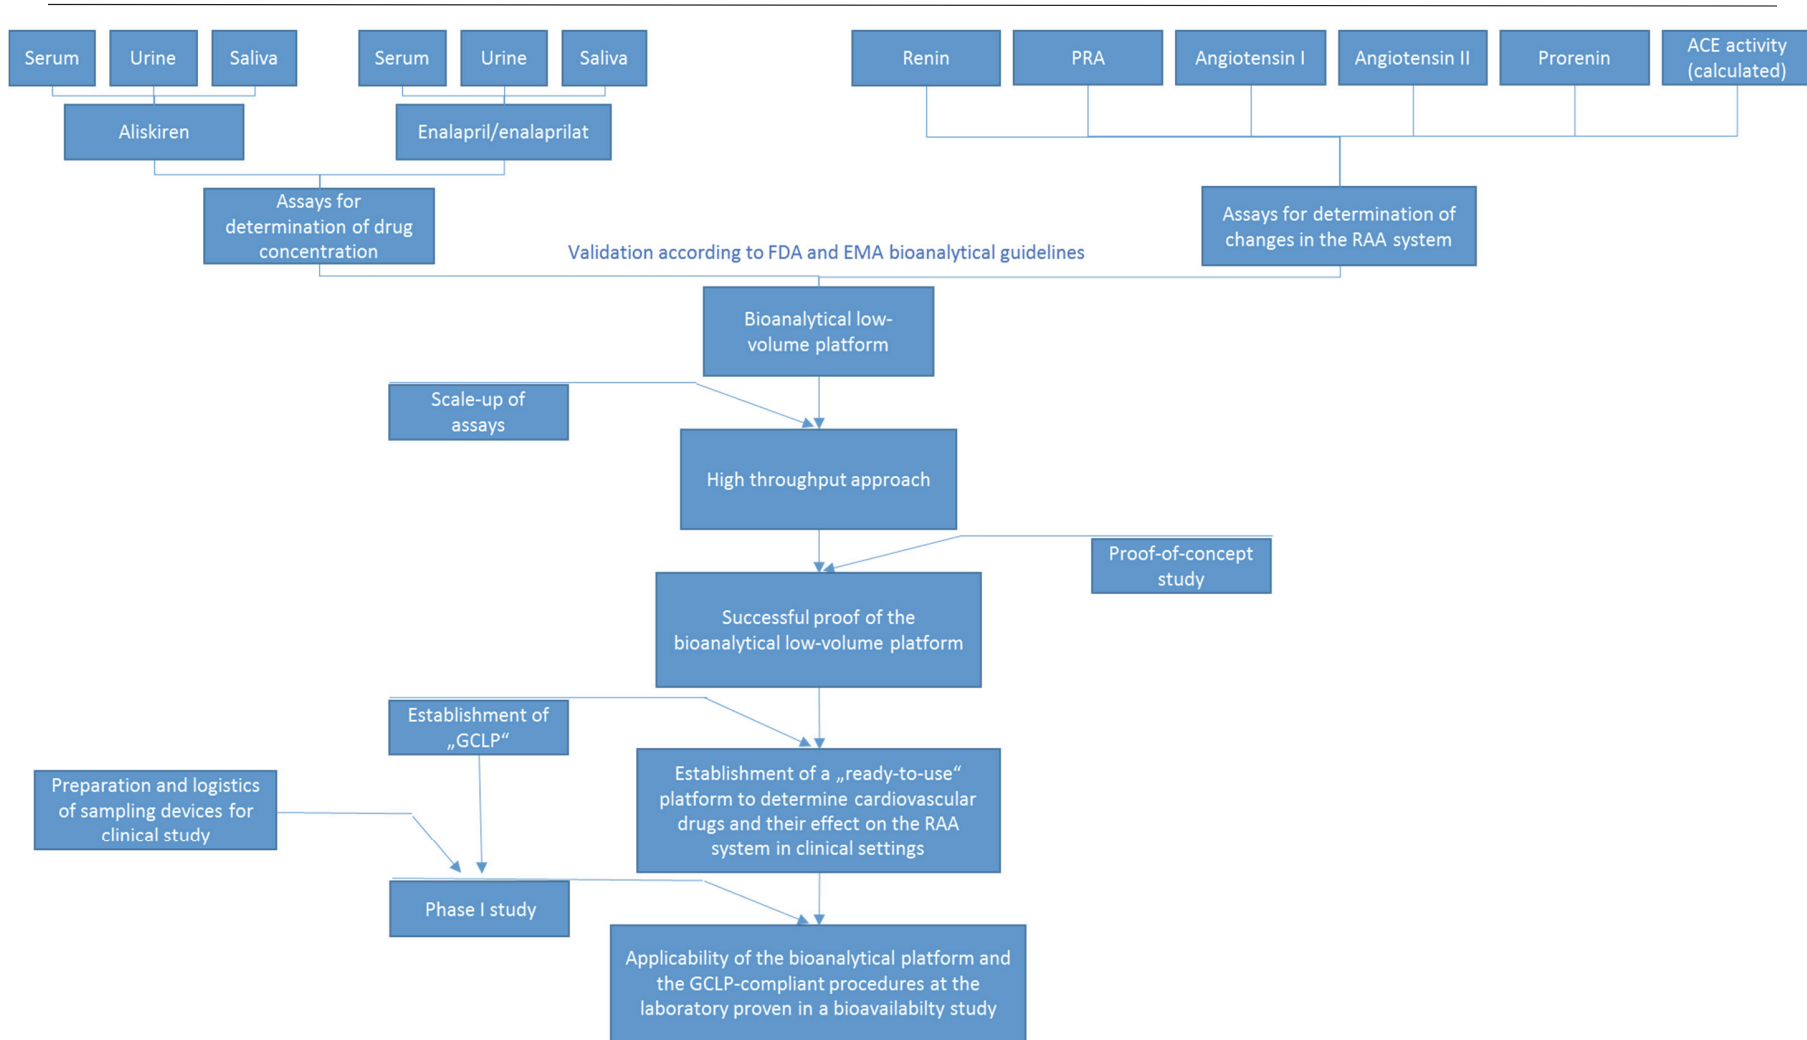 Serum
Urine
Saliva
Serum
Urine
Saliva
Renin
PRA
Angiotensin I
Angiotensin II
Prorenin
ACE activity
(calculated)
Aliskiren
Enalapril/enalaprilat
Assays for
determination of drug
concentration
Assays for determination of
changes in the RAA system
Validation according to FDA and EMA bioanalytical guidelines
Bioanalytical low-
volume platform
Scale-up of
assays
High throughput approach
Proof-of-concept
study
Successful proof of the
bioanalytical low-volume platform
Establishment of
„GCLP“
Preparation and logistics
of sampling devices for
clinical study
Establishment of a „ready-to-use“
platform to determine cardiovascular
drugs and their effect on the RAA
system in clinical settings
Phase I study
Applicability of the bioanalytical platform and
the GCLP-compliant procedures at the
laboratory proven in a bioavailabilty study